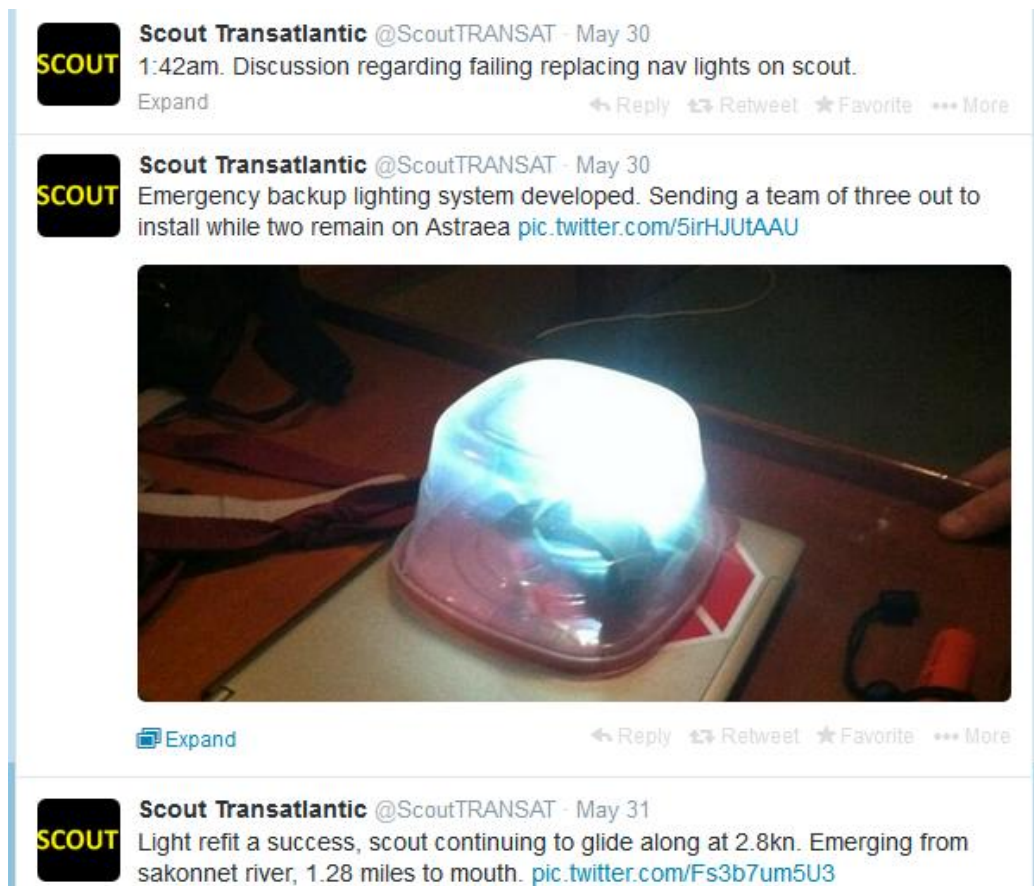 SCOUT
Scout Transatlantic @ScoutTRANSAT · May 30
1:42am. Discussion regarding failing replacing nav lights on scout.
Expand Reply Retweet Favorite More
SCOUT
Scout Transatlantic @ScoutTRANSAT · May 30
Emergency backup lighting system developed. Sending a team of three out to
install while two remain on Astraea pic.twitter.com/5irHJUtAAU
Expand Reply Retweet Favorite More
SCOUT
Scout Transatlantic @ScoutTRANSAT · May 31
Light refit a success, scout continuing to glide along at 2.8kn. Emerging from
sakonnet river, 1.28 miles to mouth. pic.twitter.com/Fs3b7um5U3